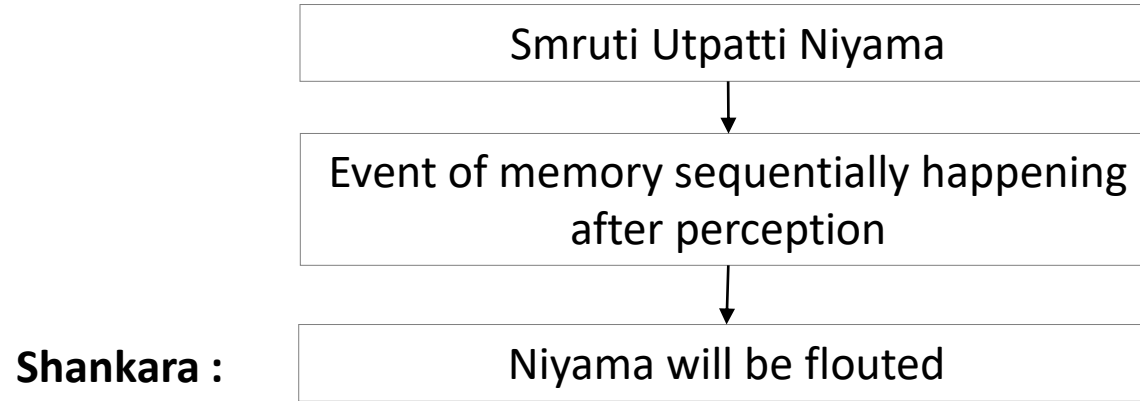 Smruti Utpatti Niyama
Event of memory sequentially happening
after perception
Shankara : Niyama will be flouted